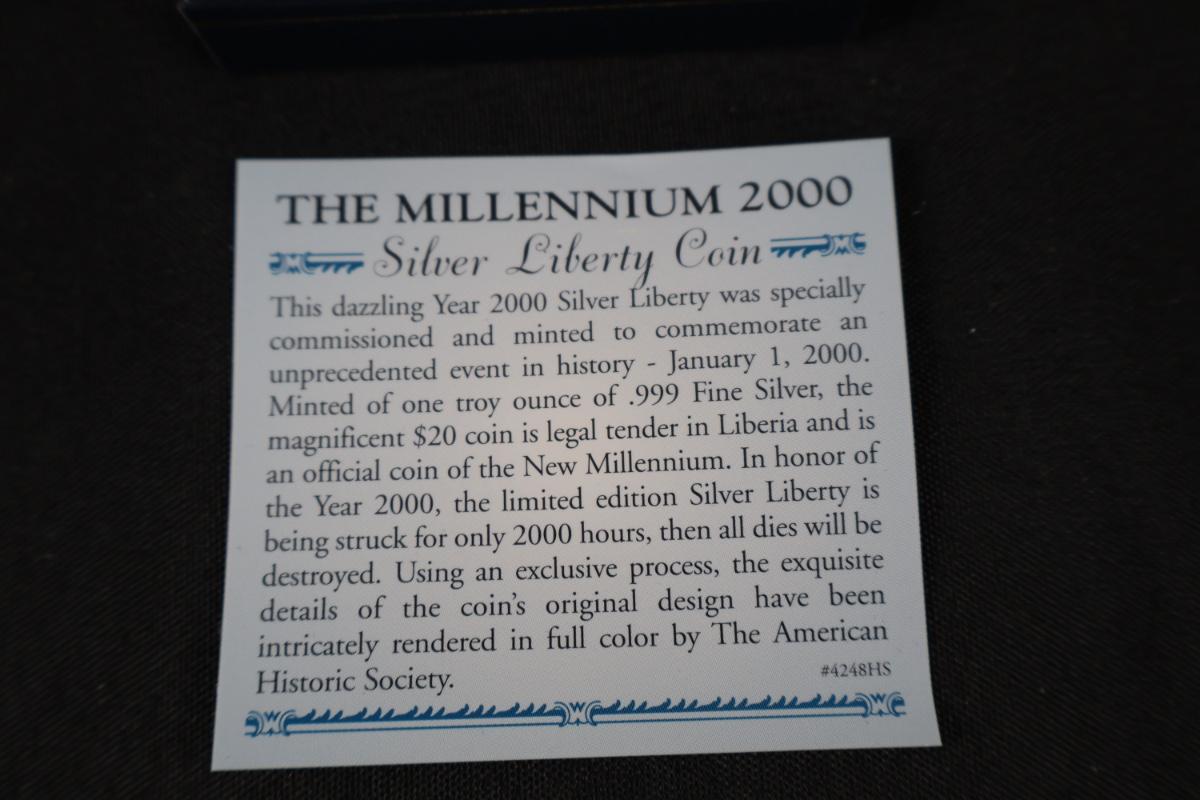 THE MILLENNIUM 2000
Silver Liberty Coin
This dazzling Year 2000 Silver Liberty was specially
commissioned and minted to commemorate an
unprecedented event in history - January 1, 2000.
Minted of one troy ounce of .999 Fine Silver, the
magnificent $20 coin is legal tender in Liberia and is
an official coin of the New Millennium. In honor of
the Year 2000, the limited edition Silver Liberty is
being struck for only 2000 hours, then all dies will be
destroyed. Using an exclusive process, the exquisite
details of the coin's original design have been
intricately rendered in full color by The American
Historic Society. #4248HS